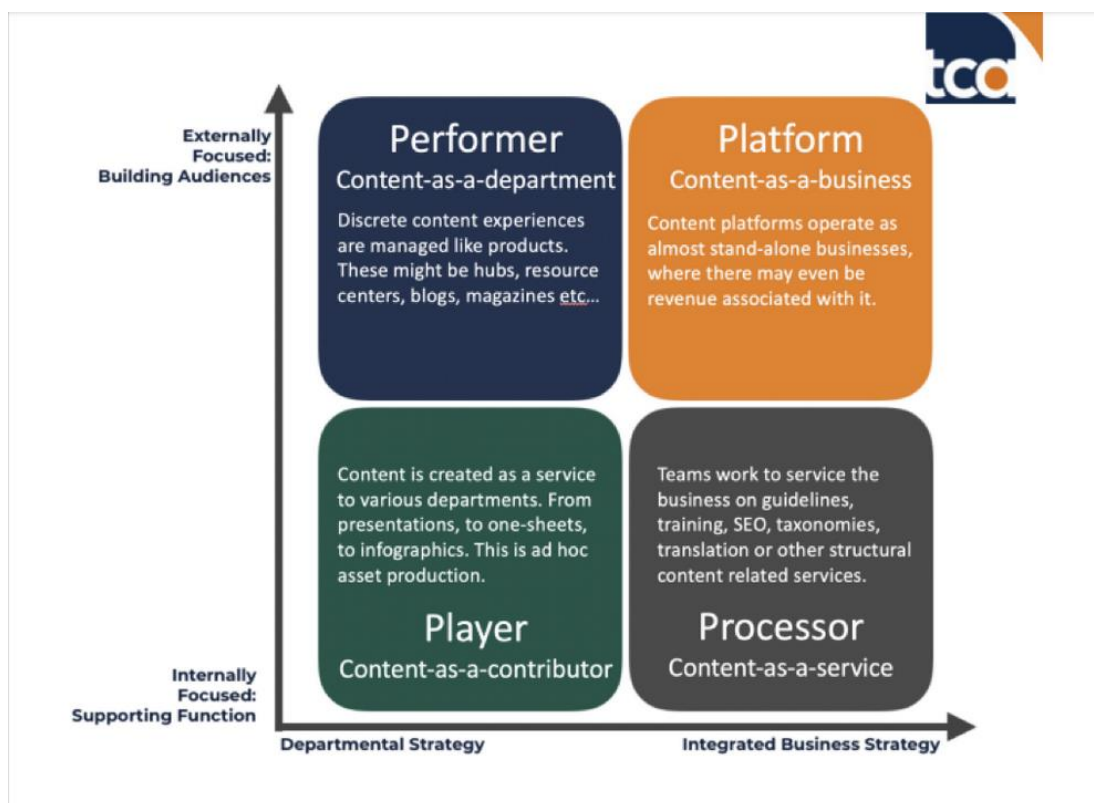 tca
Externally
Focused:
Building Audiences
Performer
Content-as-a-department
Discrete content experiences
are managed like products.
These might be hubs, resource
centers, blogs, magazines etc...
Platform
Content-as-a-business
Content platforms operate as
almost stand-alone businesses,
where there may even be
revenue associated with it.
Content is created as a service
to various departments. From
presentations, to one-sheets,
to infographics. This is ad hoc
asset production.
Player
Content-as-a-contributor
Teams work to service the
business on guidelines,
training, SEO, taxonomies,
translation or other structural
content related services.
Processor
Content-as-a-service
Internally
Focused:
Supporting Function
Departmental Strategy
Integrated Business Strategy